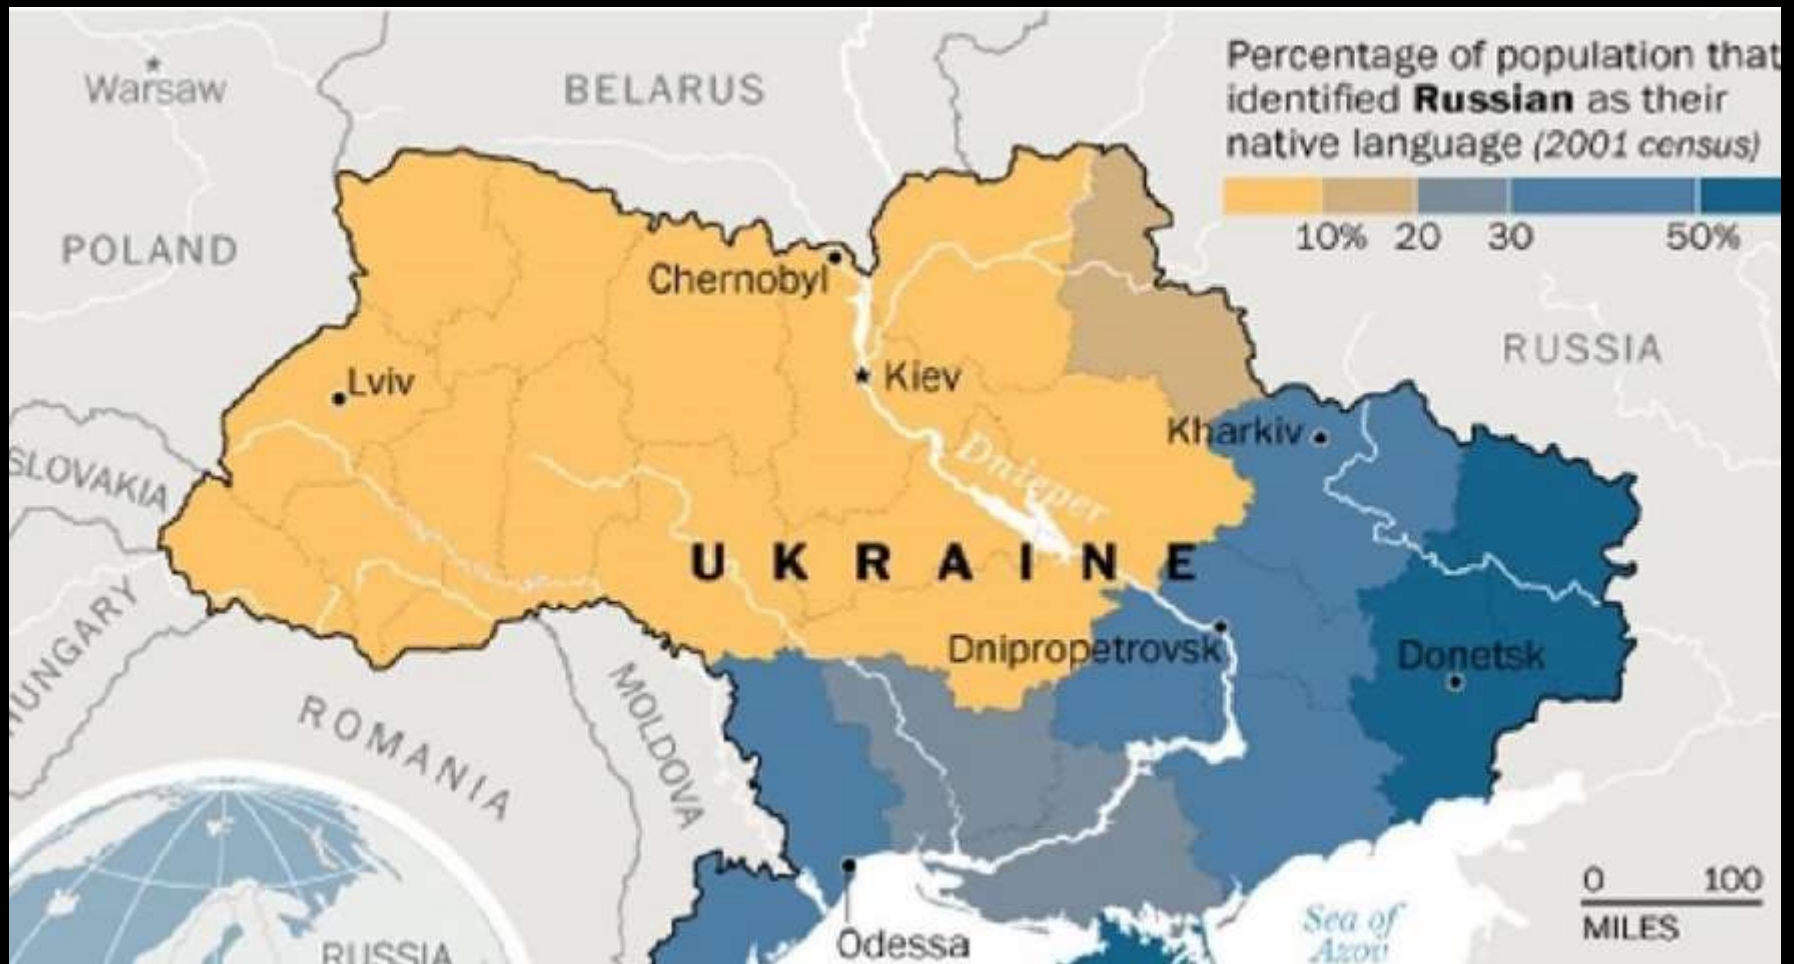 Percentage of population that
identified Russian as their
native language (2001 census)
10% 20 30 50%
Warsaw
BELARUS
POLAND
Chernobyl
RUSSIA
Lviv
Kiev
Kharkiv
SLOVAKIA
Dnieper
UKRAINE
HUNGARY
Dnipropetrovsk
Donetsk
ROMANIA
MOLDOVA
0 100
MILES
Sea of
Azov
Odessa
RUSSIA